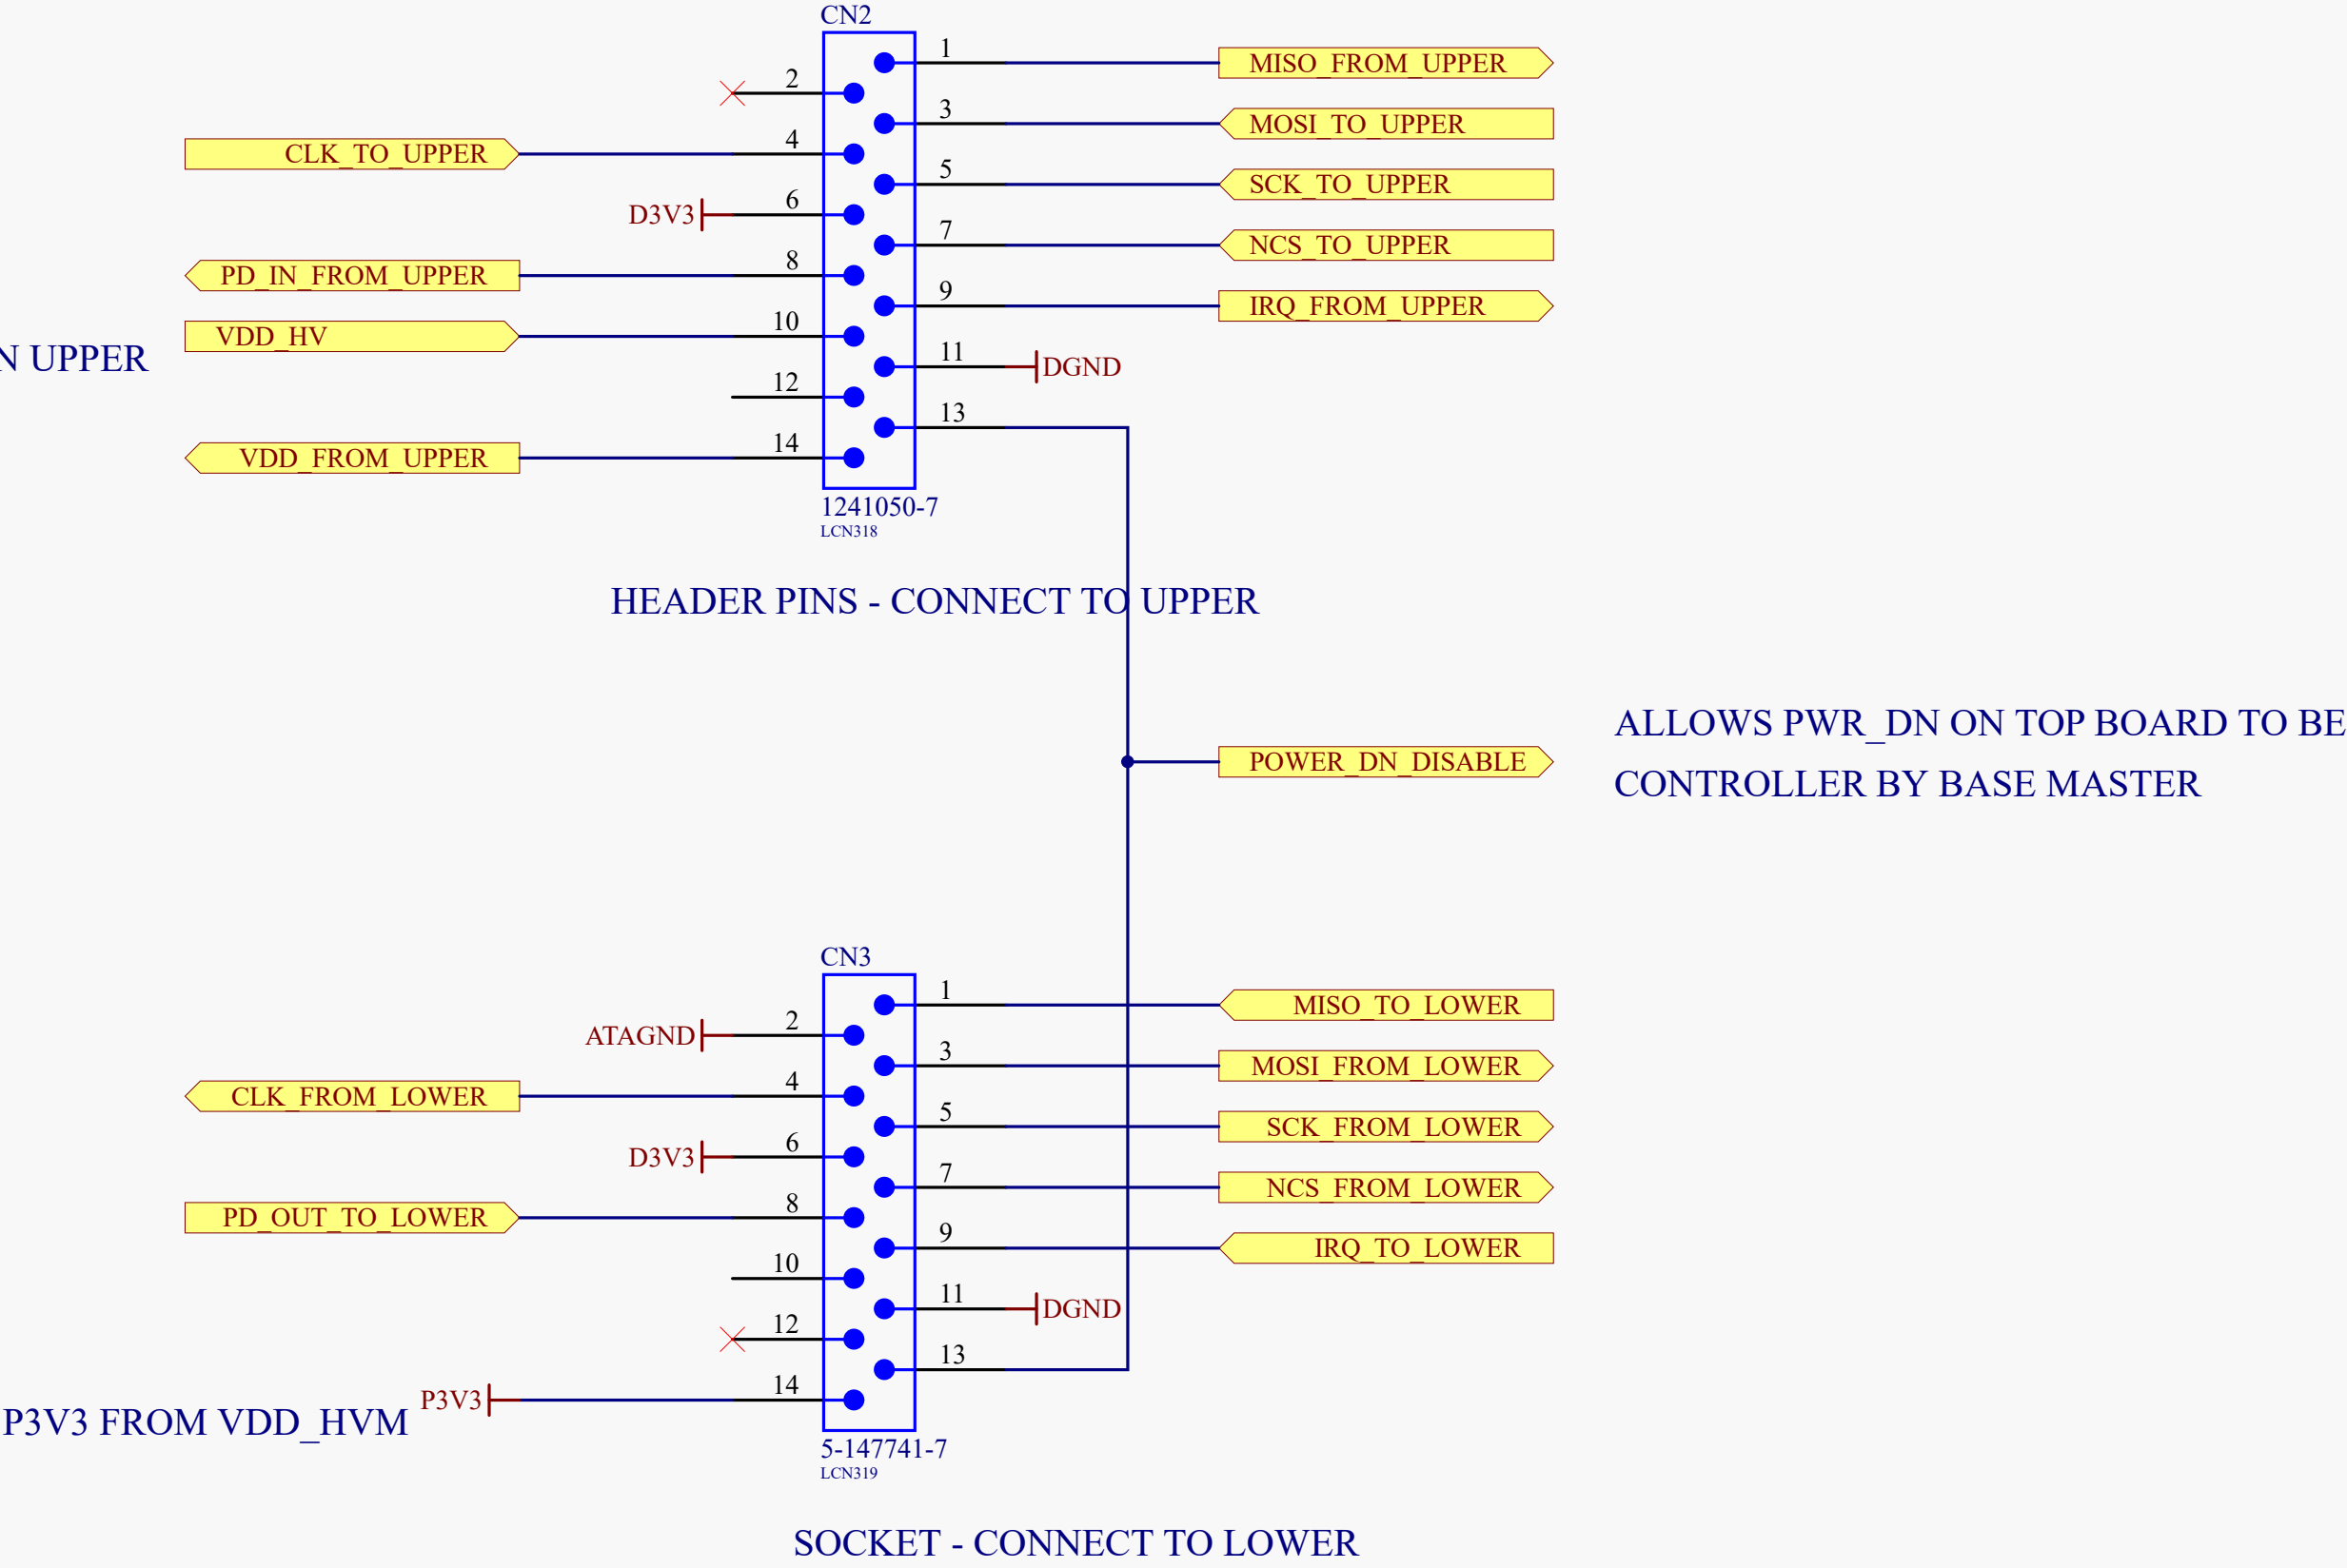 CN2
1
MISO_FROM_UPPER
2
3
MOSI_TO_UPPER
CLK_TO_UPPER
4
5
SCK_TO_UPPER
D3V3
6
7
NCS_TO_UPPER
PD_IN_FROM_UPPER
8
9
IRQ_FROM_UPPER
VDD_HV
10
N UPPER
11
DGND
12
13
VDD_FROM_UPPER
14
1241050-7
LCN318
HEADER PINS - CONNECT TO UPPER
POWER_DN_DISABLE
ALLOWS PWR_DN ON TOP BOARD TO BE
CONTROLLER BY BASE MASTER
CN3
1
MISO_TO_LOWER
ATAGND
2
3
MOSI_FROM_LOWER
CLK_FROM_LOWER
4
5
SCK_FROM_LOWER
D3V3
6
7
NCS_FROM_LOWER
PD_OUT_TO_LOWER
8
9
IRQ_TO_LOWER
10
11
DGND
12
13
P3V3 FROM VDD_HVM
P3V3
14
5-147741-7
LCN319
SOCKET - CONNECT TO LOWER